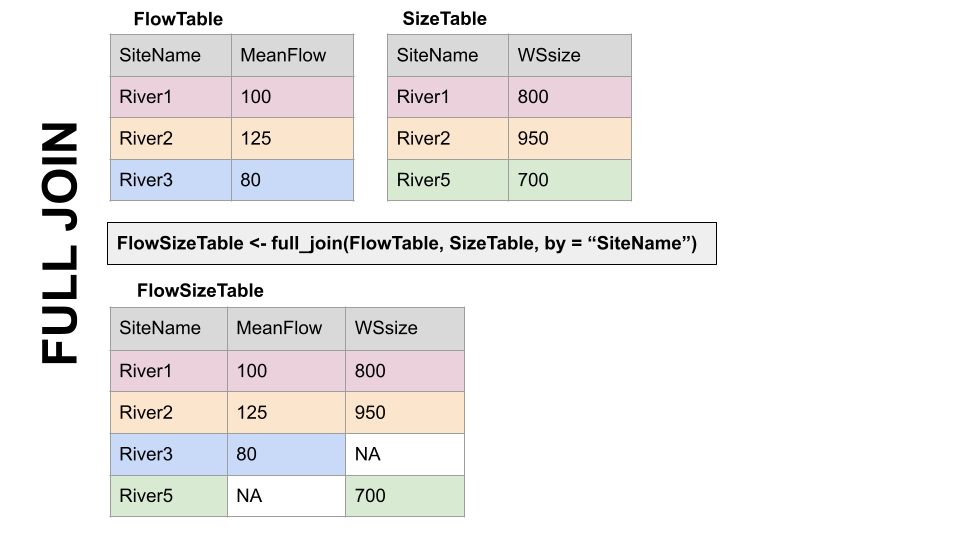 FULL JOIN
FlowTable
SiteName MeanFlow
River1 100
River2 125
River3 80
SizeTable
SiteName WSsize
River1 800
River2 950
River5 700
FlowSizeTable <- full_join(FlowTable, SizeTable, by = “SiteName”)
FlowSizeTable
SiteName MeanFlow WSsize
River1 100 800
River2 125 950
River3 80 NA
River5 NA 700